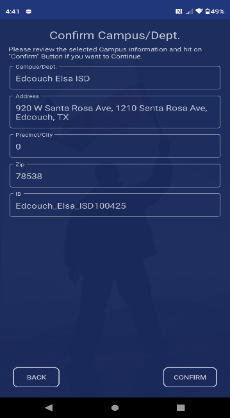 4:41
49%
Confirm Campus/Dept.
Please review the selected Campus information and hit on
"Confirm" Button if you want to Continue.
Campus/Dept.
Edcouch Elsa ISD
Address
920 W Santa Rosa Ave, 1210 Santa Rosa Ave,
Edcouch, TX
Precinct/City
0
Zip
78538
ID
Edcouch_Elsa_ISD100425
BACK
CONFIRM